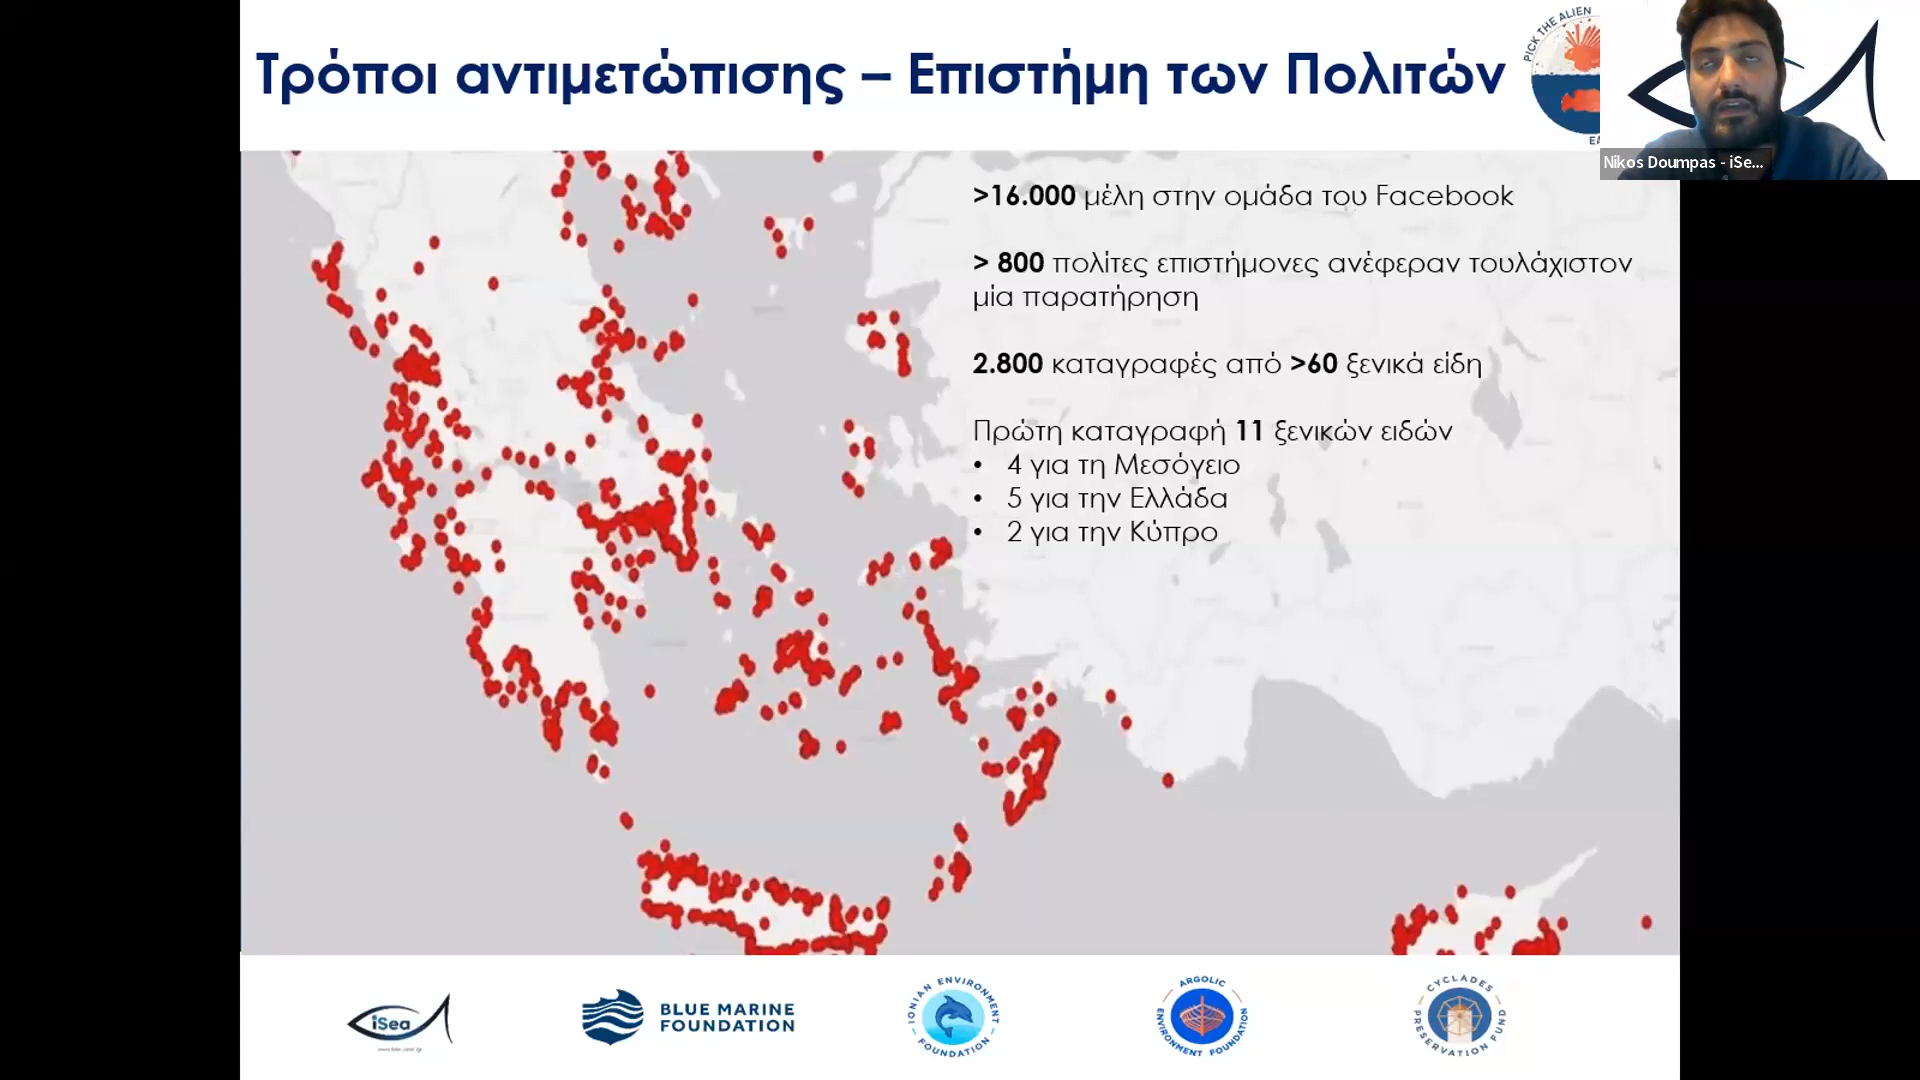 Τρόποι αντιμετώπισης – Επιστήμη των Πολιτών
PICK THE ALIEN
Nikos Doumpas - iSe...
>16.000 μέλη στην ομάδα του Facebook
> 800 πολίτες επιστήμονες ανέφεραν τουλάχιστον
μία παρατήρηση
2.800 καταγραφές από >60 ξενικά είδη
Πρώτη καταγραφή 11 ξενικών ειδών
• 4 για τη Μεσόγειο
• 5 για την Ελλάδα
• 2 για την Κύπρο
iSea
BLUE MARINE
FOUNDATION
IONIAN ENVIRONMENT
FOUNDATION
ARGOLIC
ENVIRONMENT FOUNDATION
CYCLADES
PRESERVATION FUND